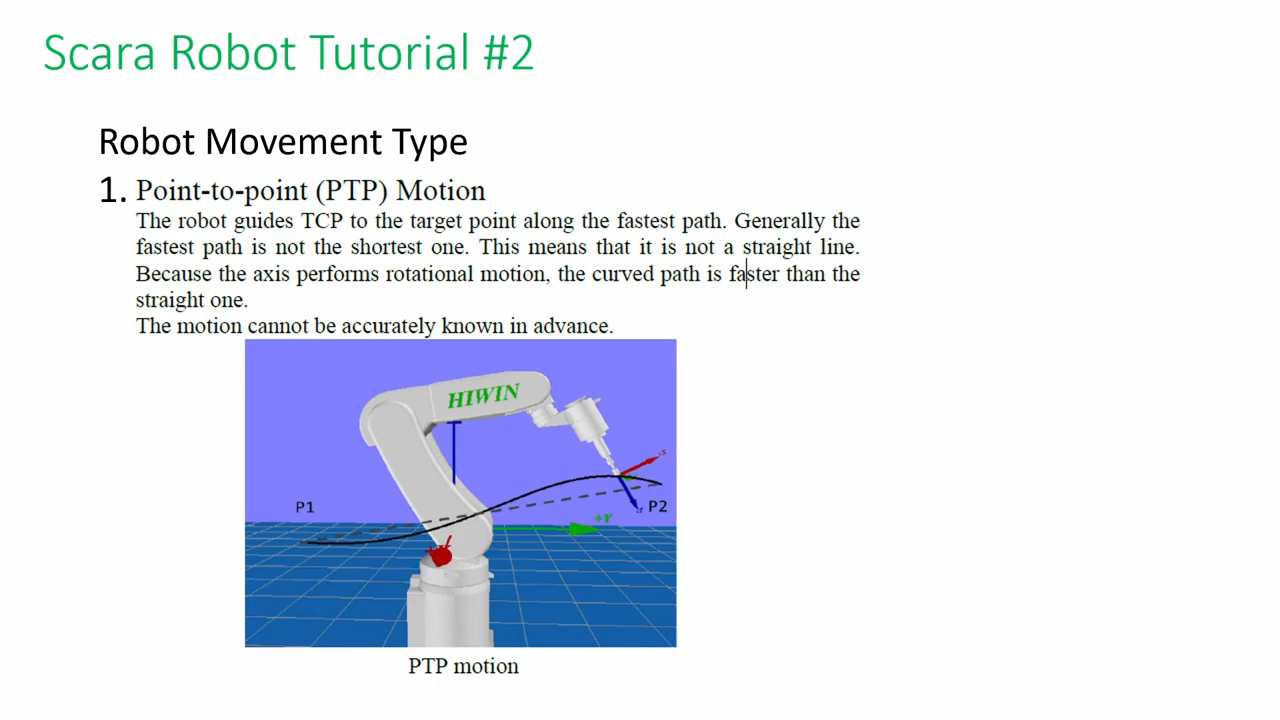 Scara Robot Tutorial #2
Robot Movement Type
1. Point-to-point (PTP) Motion
The robot guides TCP to the target point along the fastest path. Generally the
fastest path is not the shortest one. This means that it is not a straight line.
Because the axis performs rotational motion, the curved path is faster than the
straight one.
The motion cannot be accurately known in advance.
HIWIN
P1
P2
+Y
PTP motion